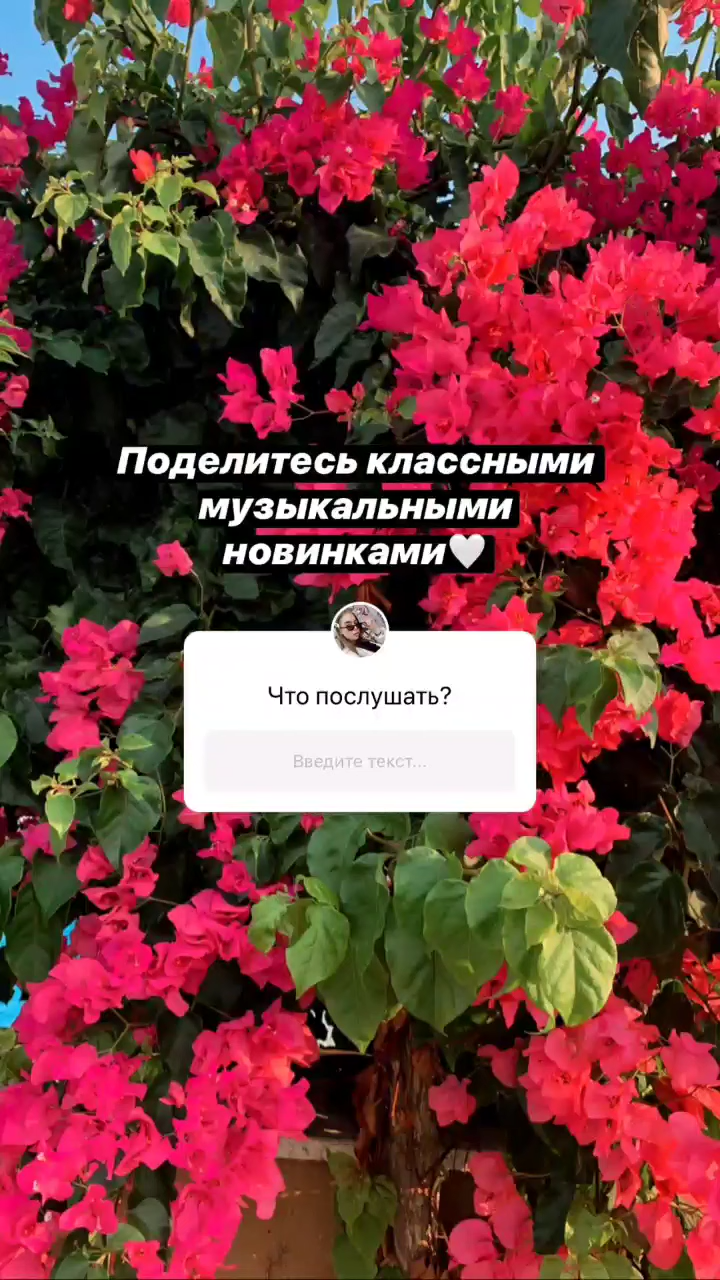 Поделитесь классными
музыкальными
новинками🤍
Что послушать?
Введите текст...